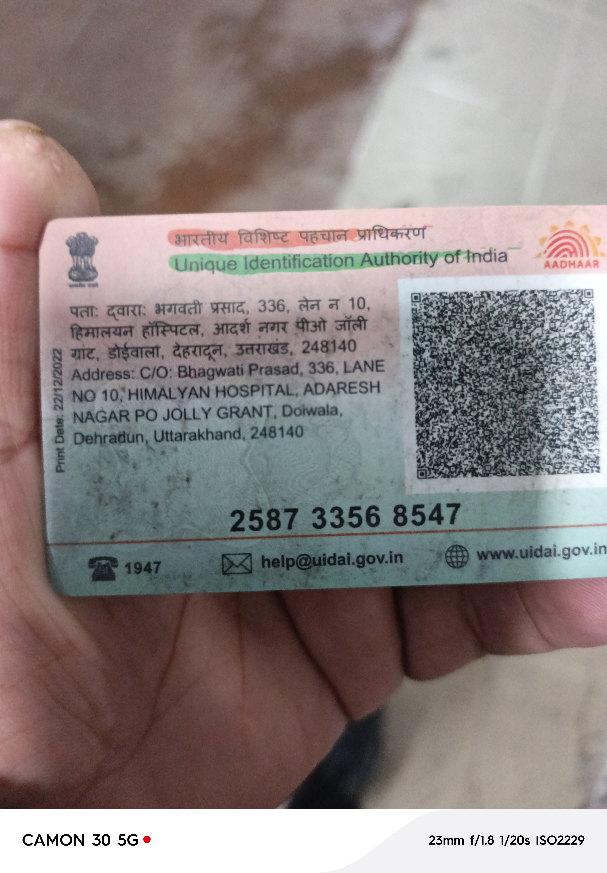 भारतीय विशिष्ट पहचान प्राधिकरण
Unique Identification Authority of India
AADHAAR
पता: द्वारा: भगवती प्रसाद, 336, लेन न 10,
हिमालयन हॉस्पिटल, आदर्श नगर पीओ जॉली
ग्रांट, डोईवाला, देहरादून, उत्तराखंड, 248140
Address: C/O: Bhagwati Prasad, 336, LANE
NO 10, HIMALYAN HOSPITAL, ADARESH
NAGAR PO JOLLY GRANT, Doiwala,
Dehradun, Uttarakhand, 248140
Print Date: 22/12/2022
2587 3356 8547
1947
help@uidai.gov.in
www.uidai.gov.in
CAMON 30 5G
23mm f/1.8 1/20s ISO2229